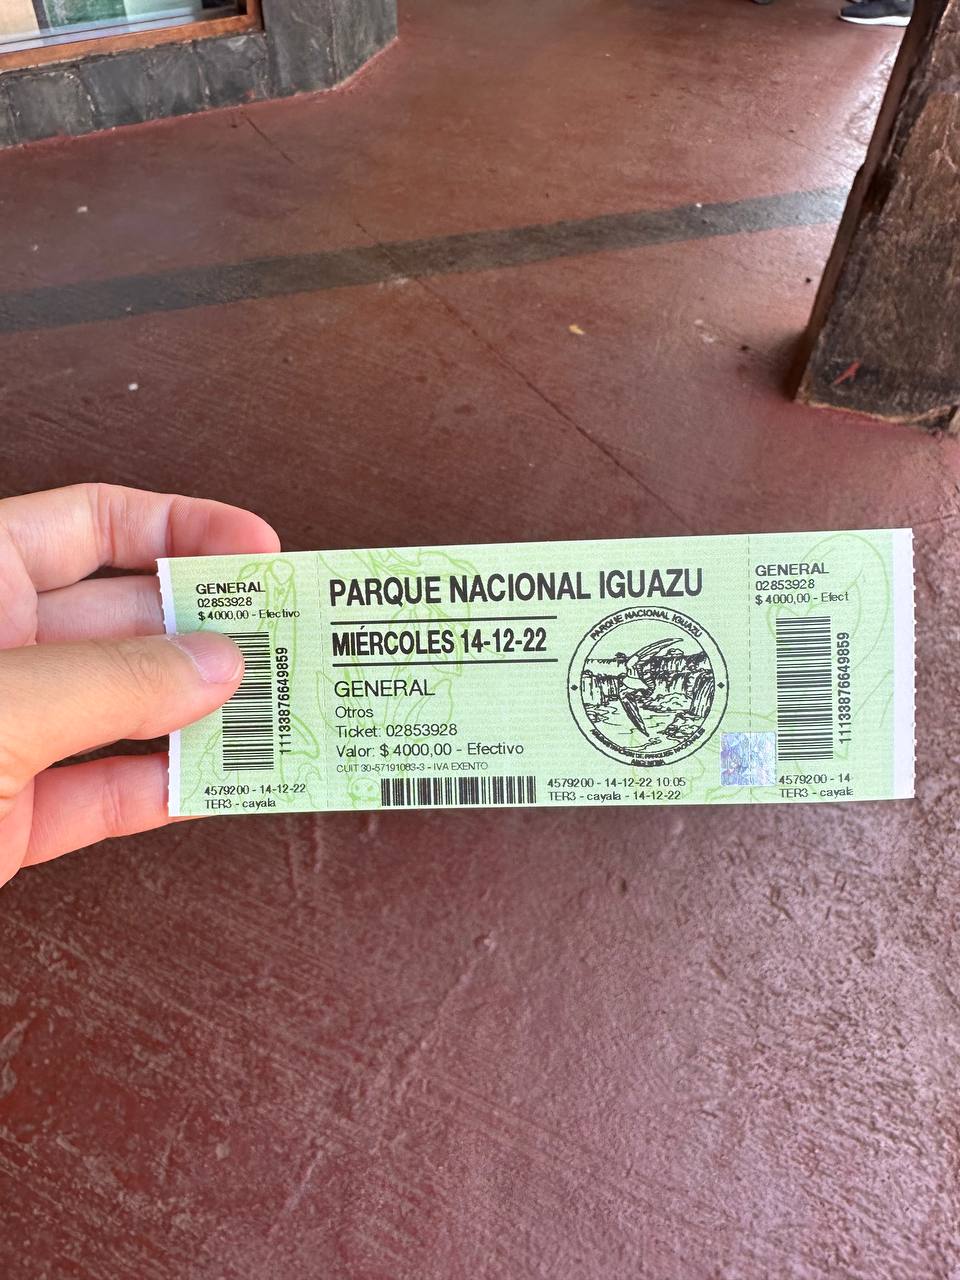 GENERAL
02853928
$ 4000,00 - Efectivo
11133876649859
4579200 - 14-12-22
TER3 - cayala
PARQUE NACIONAL IGUAZU
MIÉRCOLES 14-12-22
GENERAL
Otros
Ticket: 02853928
Valor: $ 4000,00 - Efectivo
CUIT 30-57191083-3 - IVA EXENTO
4579200 - 14-12-22 10:05
TER3 - cayala - 14-12-22
PARQUE NACIONAL IGUAZU
GENERAL
02853928
$ 4000,00 - Efect
11133876649859
4579200 - 14
TER3 - cayala